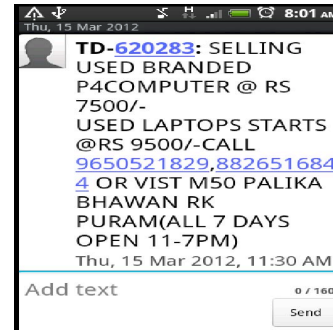 8:01 AM
Thu, 15 Mar 2012
TD-620283: SELLING
USED BRANDED
P4COMPUTER @ RS
7500/-
USED LAPTOPS STARTS
@RS 9500/-CALL
9650521829,882651684
4 OR VIST M50 PALIKA
BHAWAN RK
PURAM(ALL 7 DAYS
OPEN 11-7PM)
Thu, 15 Mar 2012, 11:30 AM
Add text
0 / 160
Send